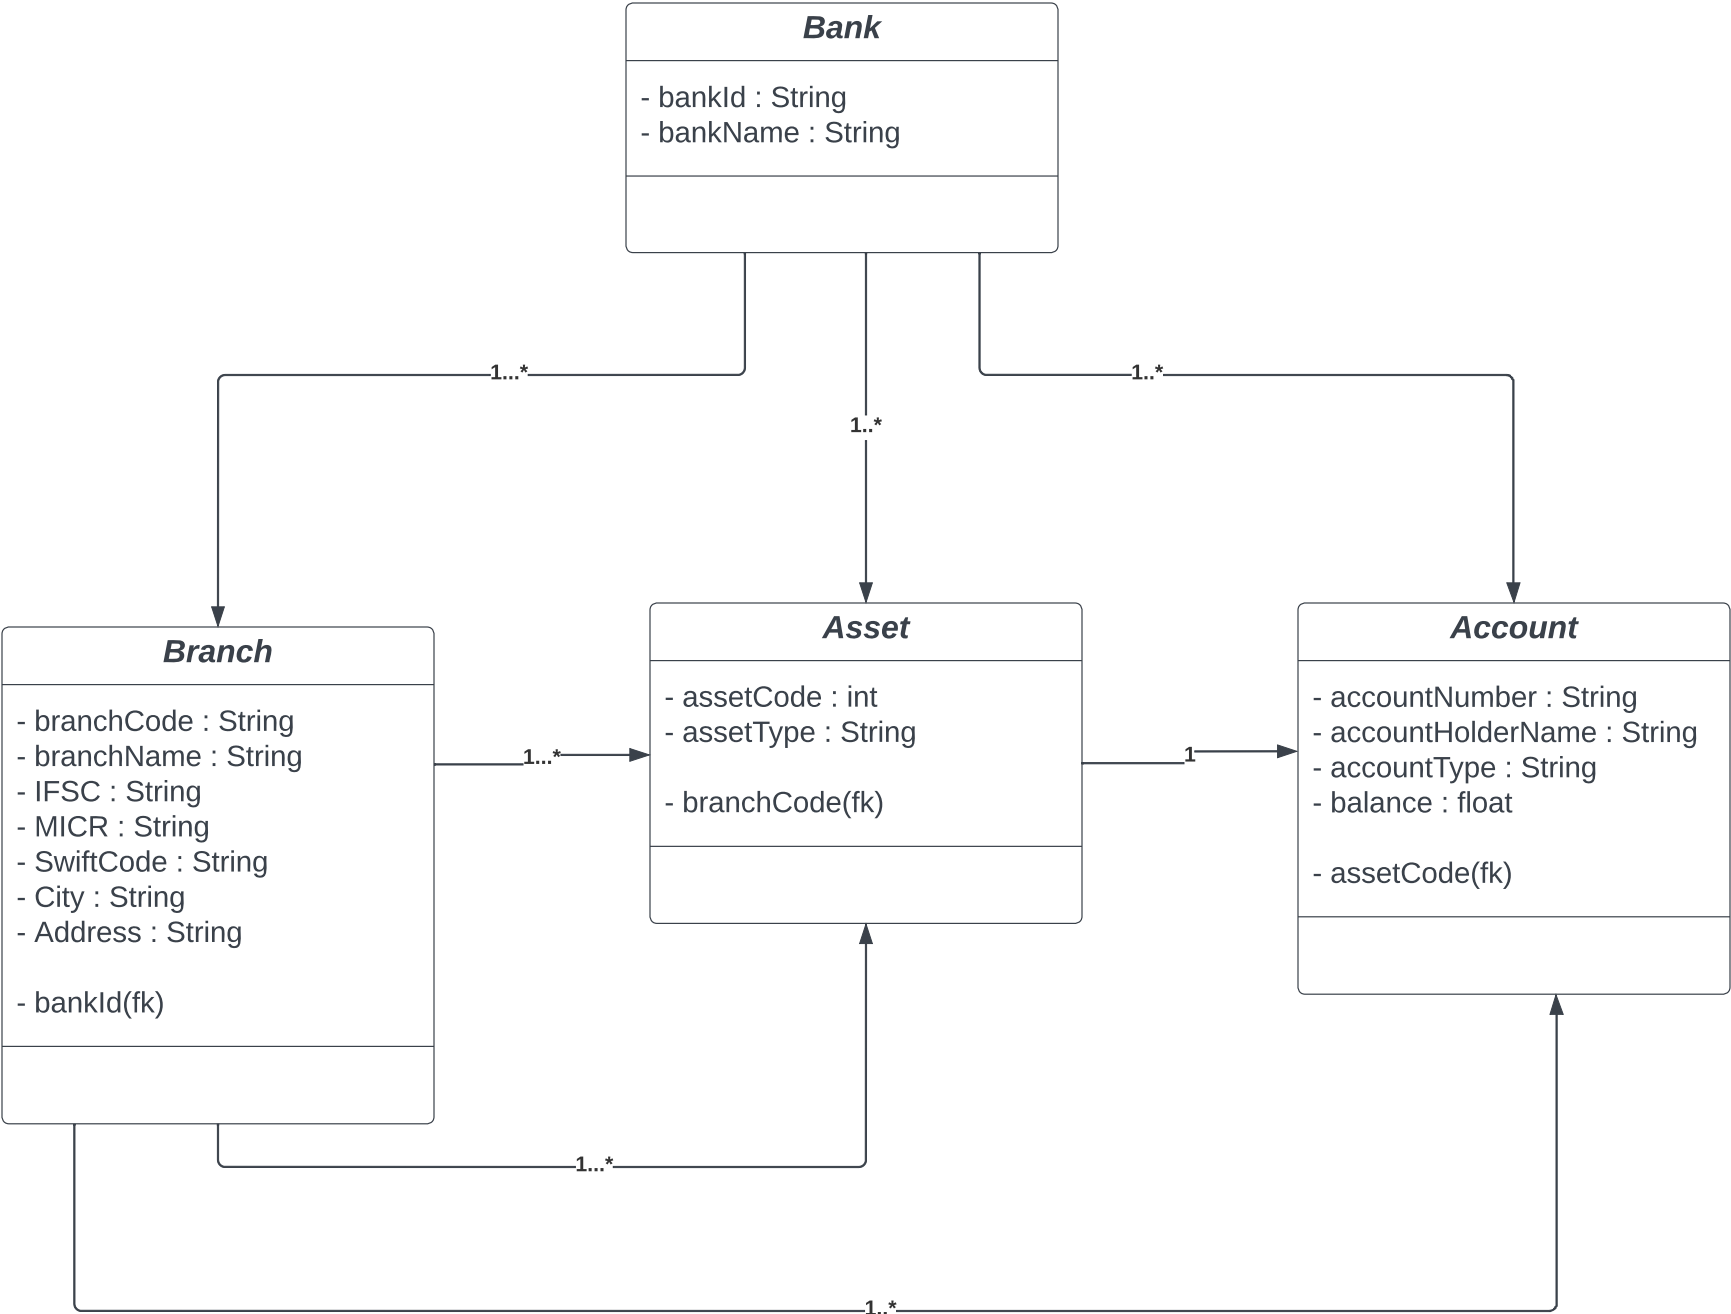 Bank
- bankId : String
- bankName : String
1...*
1..*
1..*
Branch
- branchCode : String
- branchName : String
- IFSC : String
- MICR : String
- SwiftCode : String
- City : String
- Address : String
- bankId(fk)
1...*
Asset
- assetCode : int
- assetType : String
- branchCode(fk)
1
Account
- accountNumber : String
- accountHolderName : String
- accountType : String
- balance : float
- assetCode(fk)
1...*
1..*